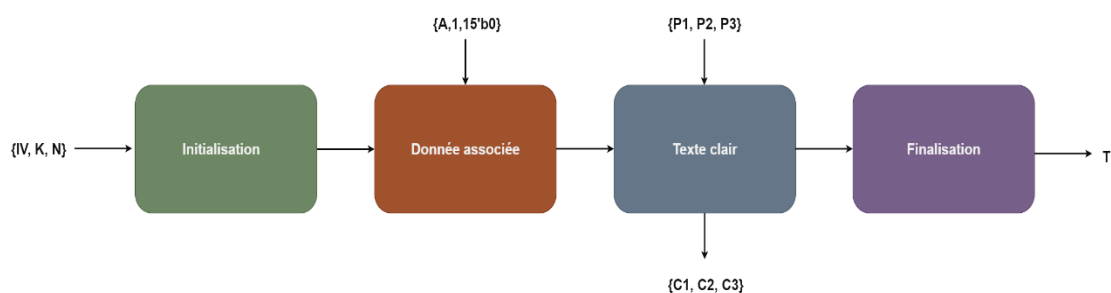 {A,1,15'b0}
{P1, P2, P3}
{IV, K, N}
Initialisation
Donnée associée
Texte clair
Finalisation
T
{C1, C2, C3}